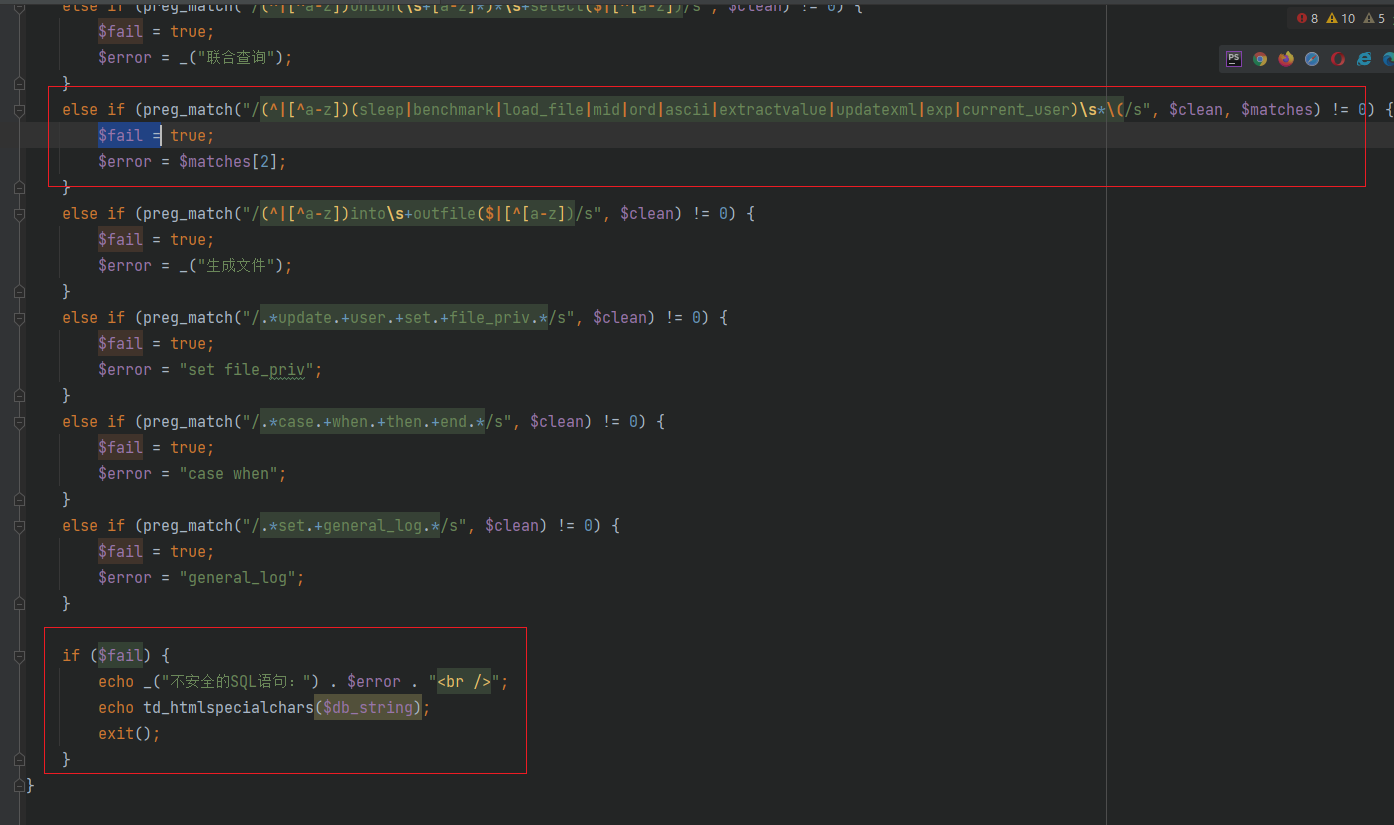 else if (preg_match("/(^|[^a-z])union(\s+[a-z]*)*\s+select($|[^[a-z])/s", $clean) != 0) {
$fail = true;
$error = _("联合查询");
}
else if (preg_match("/(^|[^a-z])(sleep|benchmark|load_file|mid|ord|ascii|extractvalue|updatexml|exp|current_user)\s*\(/s", $clean, $matches) != 0) {
$fail = true;
$error = $matches[2];
}
else if (preg_match("/(^|[^a-z])into\s+outfile($|[^[a-z])/s", $clean) != 0) {
$fail = true;
$error = _("生成文件");
}
else if (preg_match("/.*update.+user.+set.+file_priv.*/s", $clean) != 0) {
$fail = true;
$error = "set file_priv";
}
else if (preg_match("/.*case.+when.+then.+end.*/s", $clean) != 0) {
$fail = true;
$error = "case when";
}
else if (preg_match("/.*set.+general_log.*/s", $clean) != 0) {
$fail = true;
$error = "general_log";
}
if ($fail) {
echo _("不安全的SQL语句：") . $error . "<br />";
echo td_htmlspecialchars($db_string);
exit();
}
}
8 10 5
PS